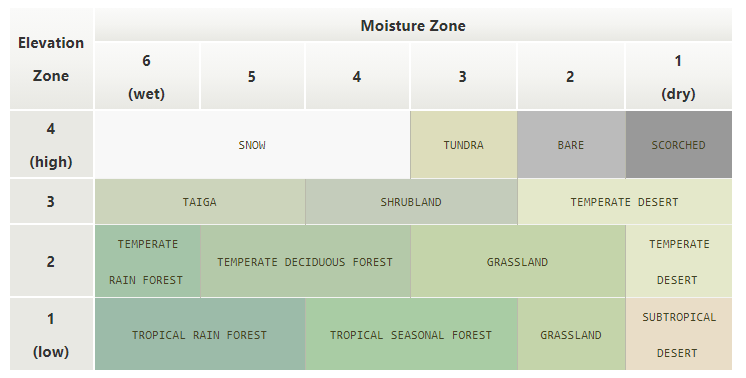 Elevation
Zone
Moisture Zone
6
(wet)
5
4
3
2
1
(dry)
4
(high)
SNOW
TUNDRA
BARE
SCORCHED
3
TAIGA
SHRUBLAND
TEMPERATE DESERT
2
TEMPERATE
RAIN FOREST
TEMPERATE DECIDUOUS FOREST
GRASSLAND
TEMPERATE
DESERT
1
(low)
TROPICAL RAIN FOREST
TROPICAL SEASONAL FOREST
GRASSLAND
SUBTROPICAL
DESERT